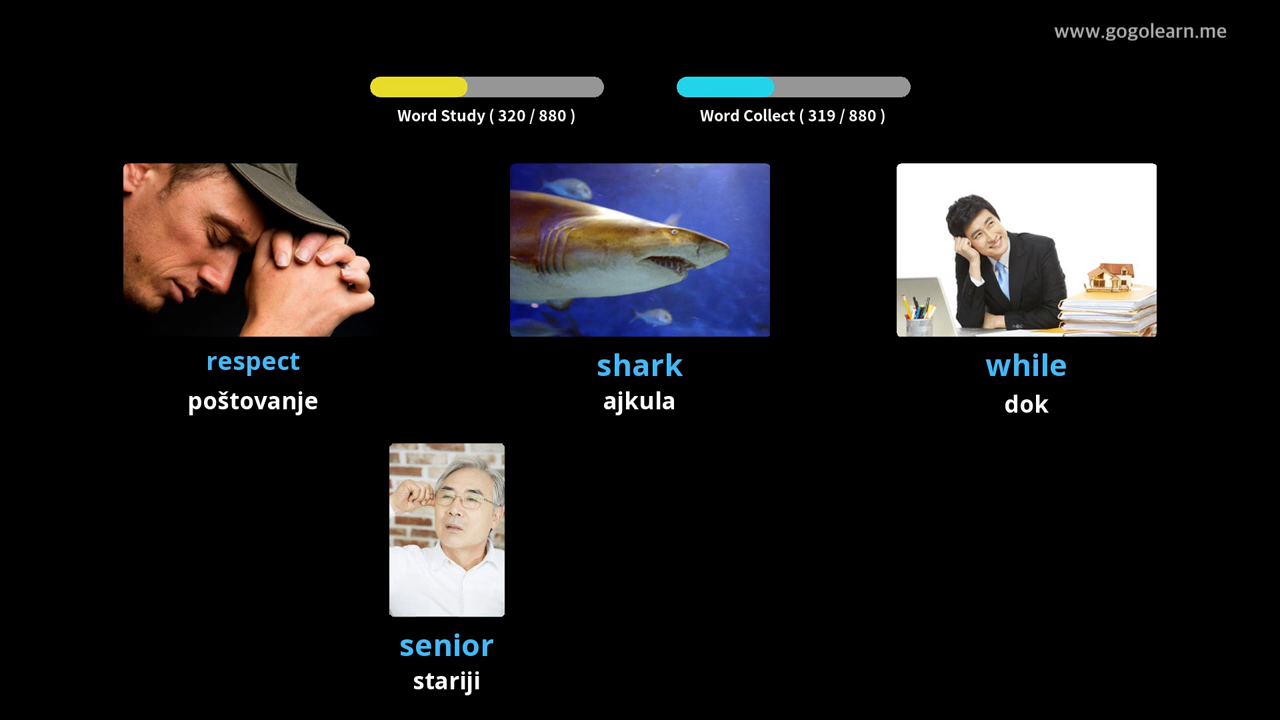 www.gogolearn.me
Word Study ( 320 / 880 )
Word Collect ( 319 / 880 )
respect
poštovanje
shark
ajkula
while
dok
senior
stariji